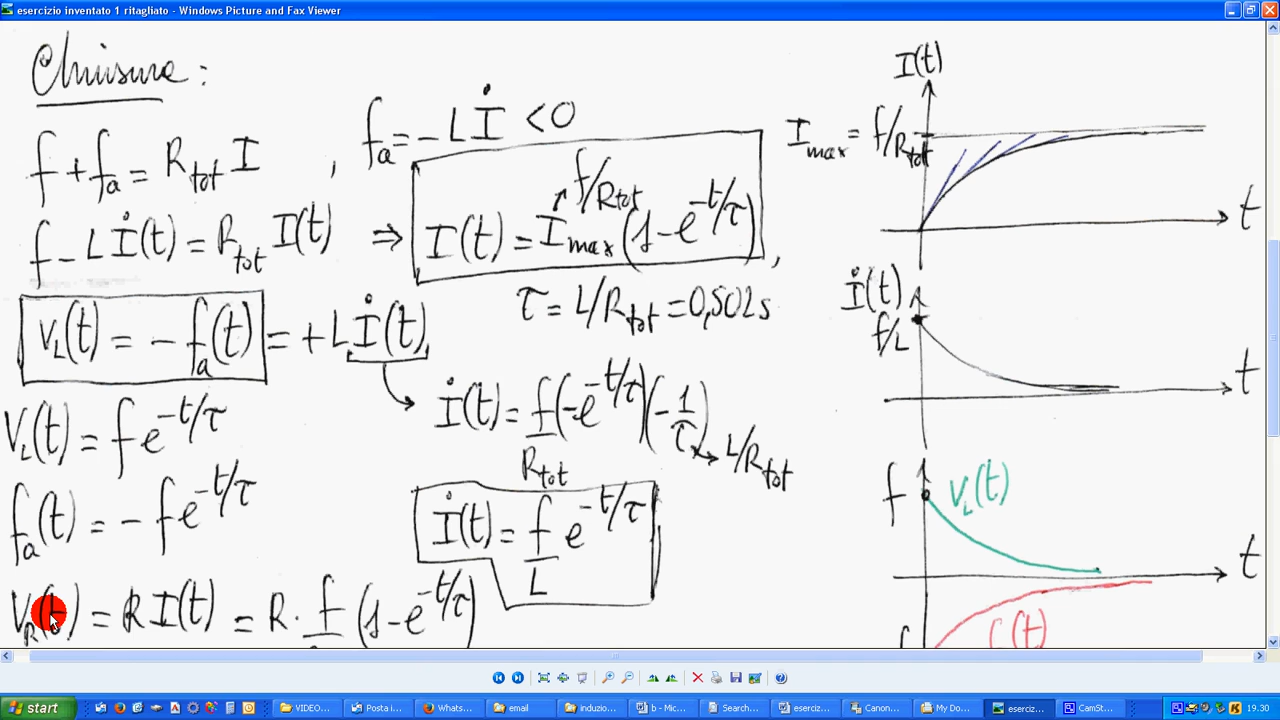 esercizio inventato 1 ritagliato - Windows Picture and Fax Viewer
Chiusura:
f + fa = Rtot I , fa = - L İ < 0
f - L İ(t) = Rtot I(t) ⇒ I(t) = Imax (1 - e^-t/τ) ,
f/Rtot
τ = L/Rtot = 0,502s
VL(t) = - fa(t) = + L İ(t)
İ(t) = f/Rtot (-e^-t/τ) (-1/τ)
L/Rtot
VL(t) = f e^-t/τ
fa(t) = - f e^-t/τ
İ(t) = f/L e^-t/τ
VR(t) = R I(t) = R · f (1 - e^-t/τ)
I(t)
Imax = f/Rtot
t
İ(t)
f/L
t
f
VL(t)
t
start
VIDEO...
Posta i...
Whats...
email
induzio...
b - Mic...
Search...
eserciz...
Canon...
My Do...
eserciz...
CamSt...
19.30